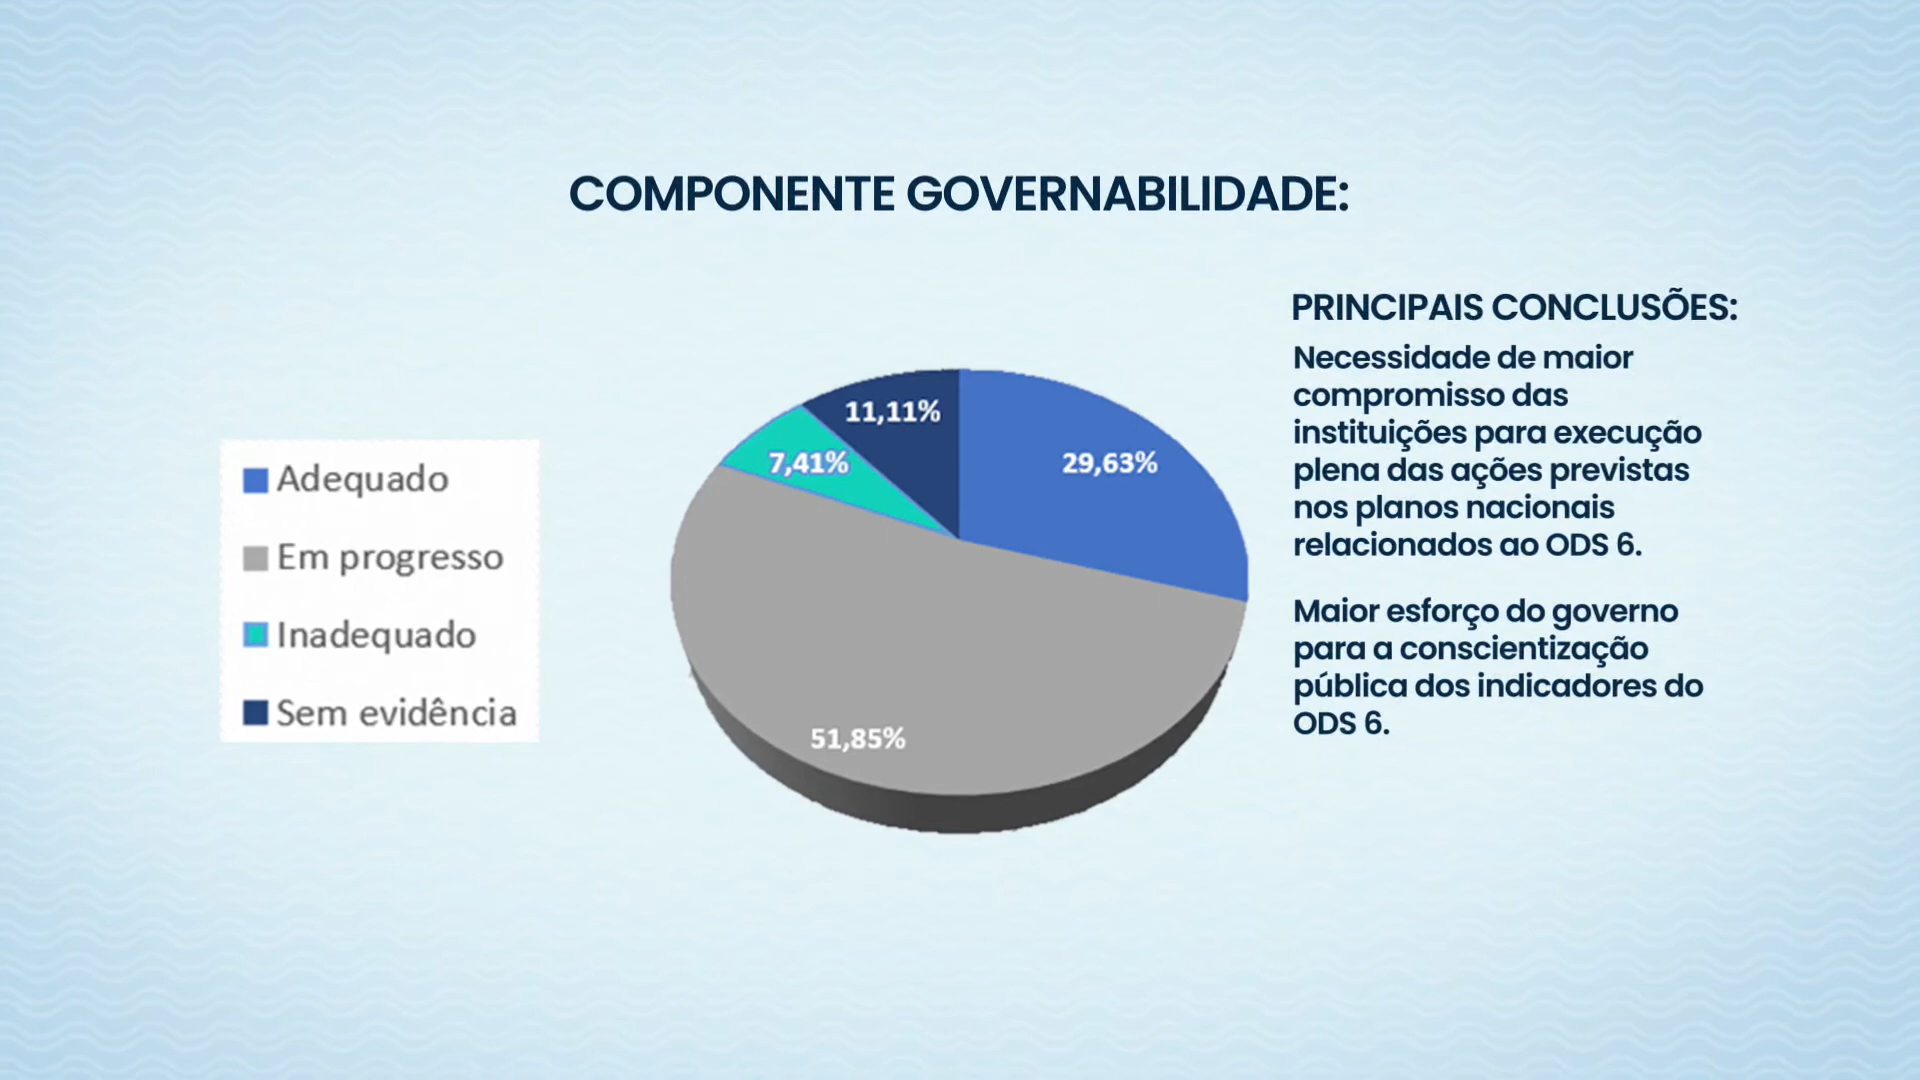 COMPONENTE GOVERNABILIDADE:
Adequado
Em progresso
Inadequado
Sem evidência
11,11%
7,41%
29,63%
51,85%
PRINCIPAIS CONCLUSÕES:
Necessidade de maior
compromisso das
instituições para execução
plena das ações previstas
nos planos nacionais
relacionados ao ODS 6.
Maior esforço do governo
para a conscientização
pública dos indicadores do
ODS 6.